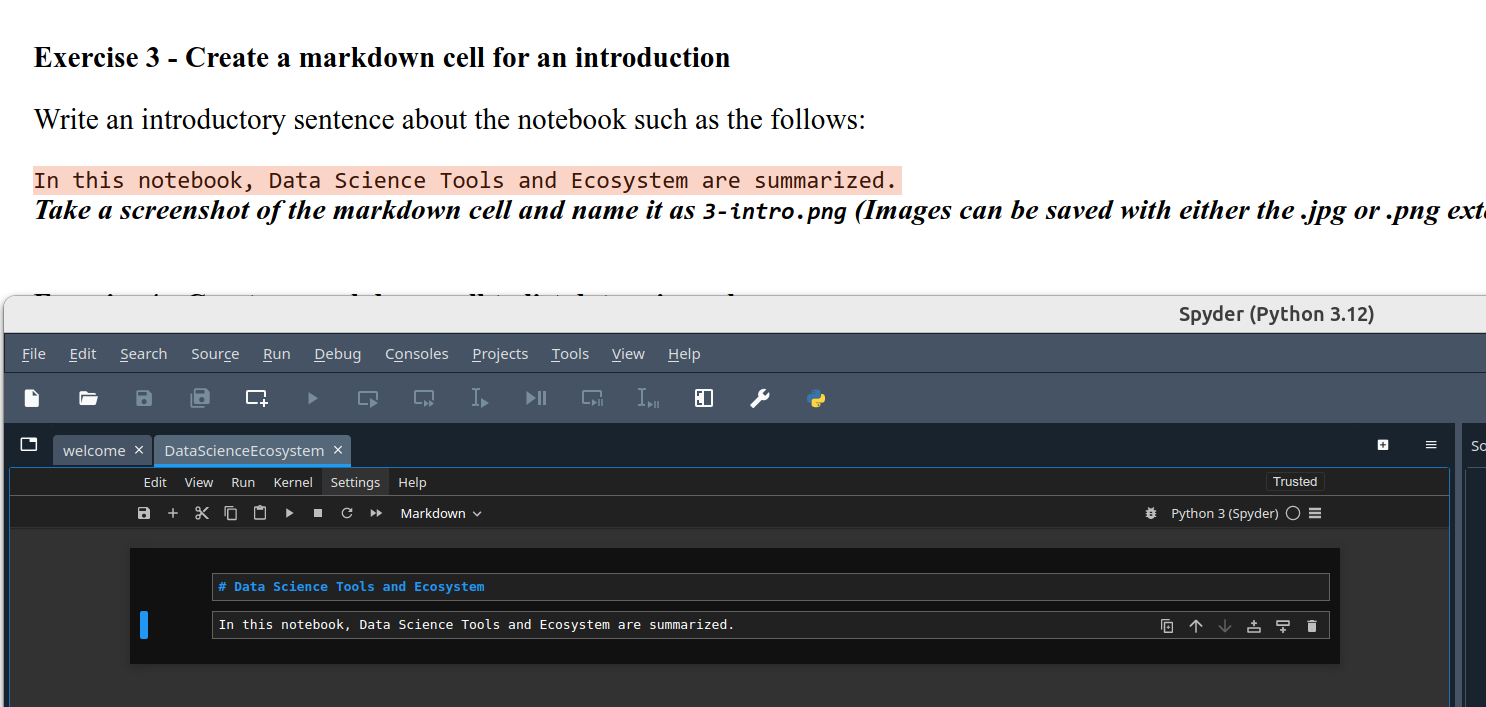 Exercise 3 - Create a markdown cell for an introduction
Write an introductory sentence about the notebook such as the follows:
In this notebook, Data Science Tools and Ecosystem are summarized.
Take a screenshot of the markdown cell and name it as 3-intro.png (Images can be saved with either the .jpg or .png exte
Spyder (Python 3.12)
File Edit Search Source Run Debug Consoles Projects Tools View Help
welcome DataScienceEcosystem So
Edit View Run Kernel Settings Help Trusted
Markdown Python 3 (Spyder)
# Data Science Tools and Ecosystem
In this notebook, Data Science Tools and Ecosystem are summarized.